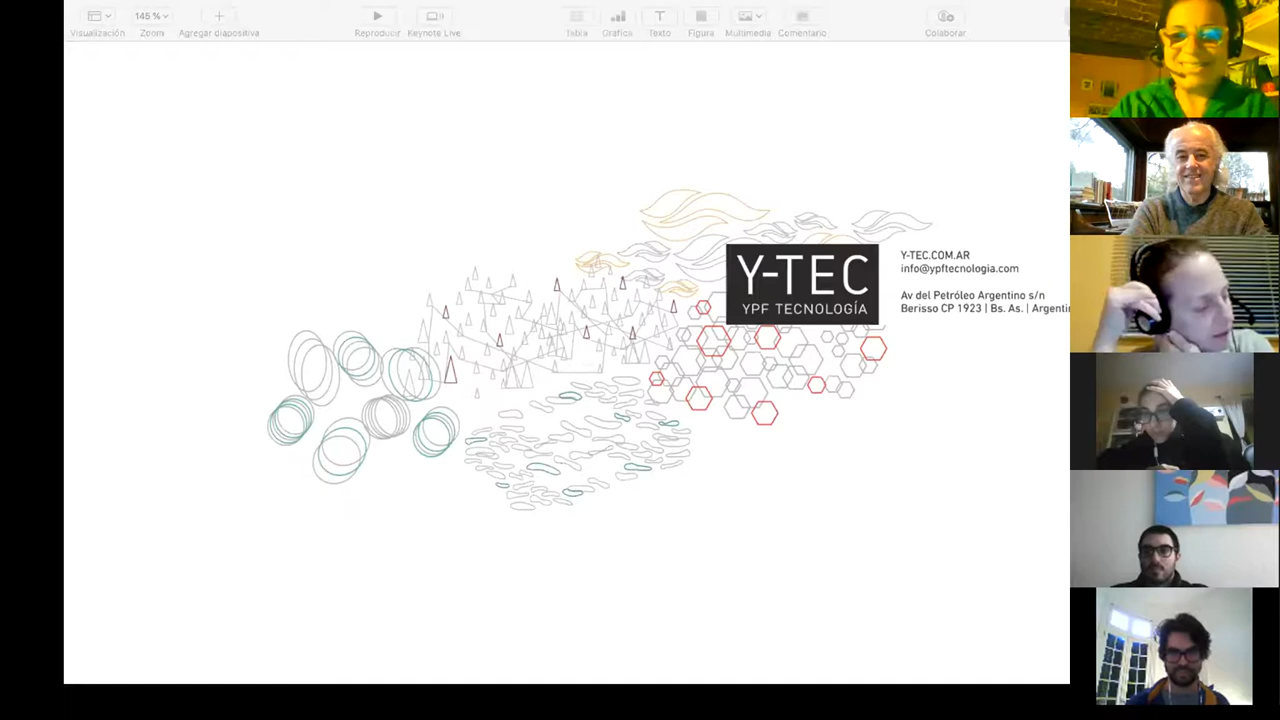 145 %
Visualización
Zoom
Agregar diapositiva
Reproducir
Keynote Live
Tabla
Gráfica
Texto
Figura
Multimedia
Comentario
Colaborar
Y-TEC
YPF TECNOLOGÍA
Y-TEC.COM.AR
info@ypftecnologia.com
Av del Petróleo Argentino s/n
Berisso CP 1923 | Bs. As. | Argentin